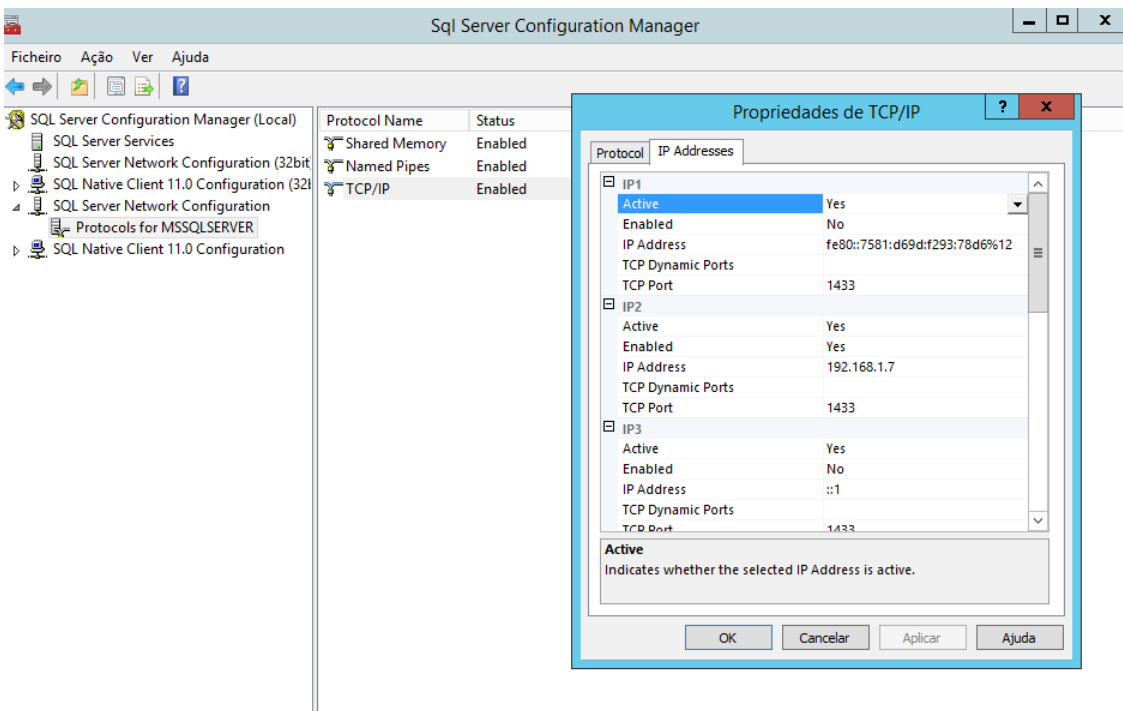 Sql Server Configuration Manager
Ficheiro Ação Ver Ajuda
SQL Server Configuration Manager (Local)
SQL Server Services
SQL Server Network Configuration (32bit
SQL Native Client 11.0 Configuration (32
SQL Server Network Configuration
Protocols for MSSQLSERVER
SQL Native Client 11.0 Configuration
Protocol Name Status
Shared Memory Enabled
Named Pipes Enabled
TCP/IP Enabled
Propriedades de TCP/IP
Protocol IP Addresses
IP1
Active Yes
Enabled No
IP Address fe80::7581:d69d:f293:78d6%12
TCP Dynamic Ports
TCP Port 1433
IP2
Active Yes
Enabled Yes
IP Address 192.168.1.7
TCP Dynamic Ports
TCP Port 1433
IP3
Active Yes
Enabled No
IP Address ::1
TCP Dynamic Ports
TCP Port 1433
Active
Indicates whether the selected IP Address is active.
OK Cancelar Aplicar Ajuda